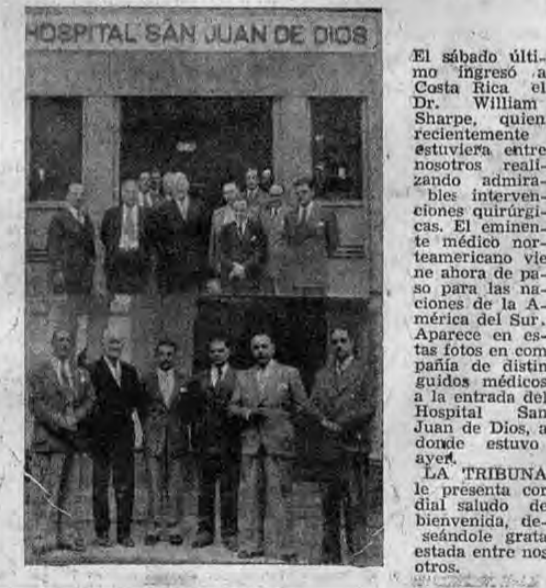 HOSPITAL SAN JUAN DE DIOS
El sábado últi-
mo ingresó a
Costa Rica el
Dr. William
Sharpe, quien
recientemente
estuviera entre
nosotros reali-
zando admira-
bles interven-
ciones quirúrgi-
cas. El eminen-
te médico nor-
teamericano vie
ne ahora de pa-
so para las na-
ciones de la A-
mérica del Sur.
Aparece en es-
tas fotos en com
pañía de distin
guidos médicos
a la entrada del
Hospital San
Juan de Dios, a
donde estuvo
ayer.
LA TRIBUNA
le presenta cor
dial saludo de
bienvenida, de-
seándole grata
estada entre nos
otros.